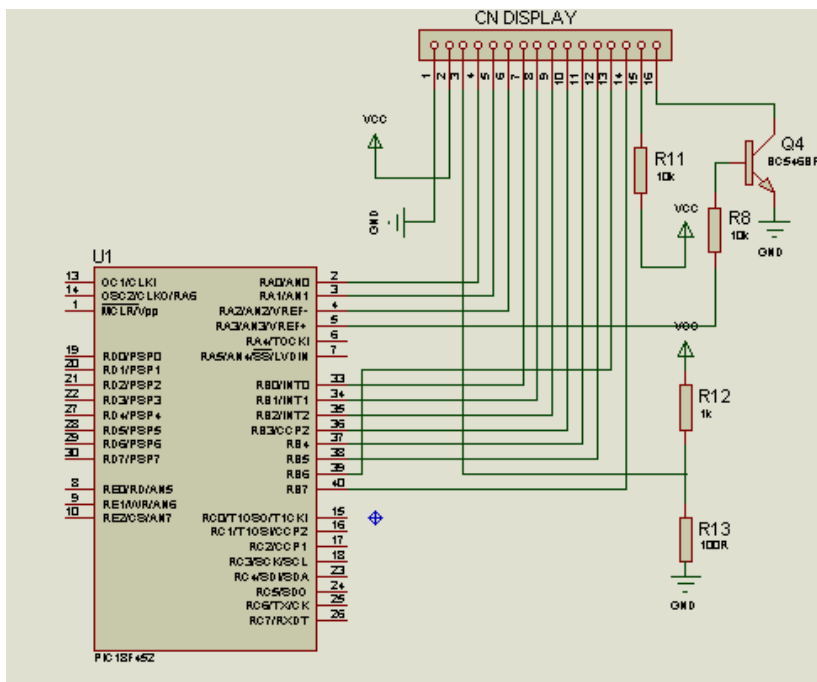 CN DISPLAY
1 2 3 4 5 6 7 8 9 10 11 12 13 14 15 16
VCC
Q4
BC546BP
R11
10k
VCC
R8
10k
GND
GND
U1
13 OC1/CLKI RA0/AN0 2
14 OSC2/CLKO/RA6 RA1/AN1 3
1 MCLR/Vpp RA2/AN2/VREF- 4
RA3/AN3/VREF+ 5
RA4/T0CKI 6
19 RD0/PSP0 RA5/AN4/SS/LVDIN 7
20 RD1/PSP1
21 RD2/PSP2 RB0/INT0 33
22 RD3/PSP3 RB1/INT1 34
27 RD4/PSP4 RB2/INT2 35
28 RD5/PSP5 RB3/CCP2 36
29 RD6/PSP6 RB4 37
30 RD7/PSP7 RB5 38
RB6 39
8 RE0/RD/AN5 RB7 40
9 RE1/WR/AN6
10 RE2/CS/AN7 RC0/T1OSO/T1CKI 15
RC1/T1OSI/CCP2 16
RC2/CCP1 17
RC3/SCK/SCL 18
RC4/SDI/SDA 23
RC5/SDO 24
RC6/TX/CK 25
RC7/RX/DT 26
PIC18F452
VCC
R12
1k
R13
100R
GND